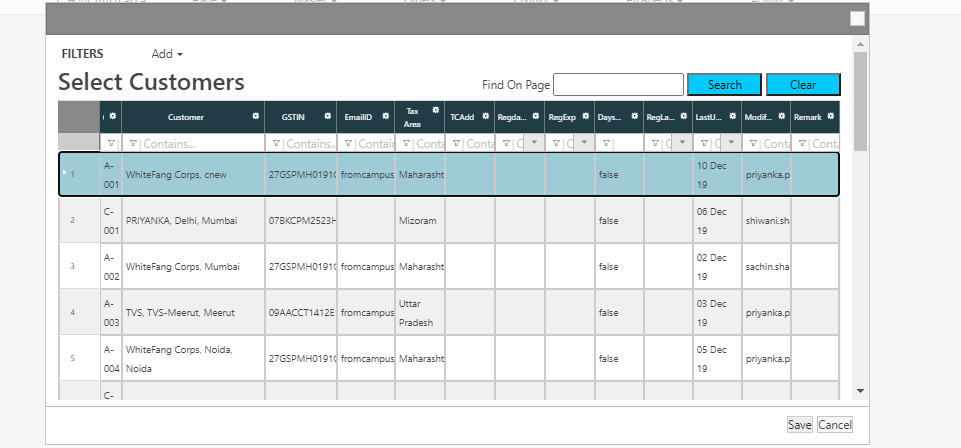 FILTERS Add
Select Customers
Find On Page Search Clear
Customer GSTIN EmailID Tax Area TCAdd Regda... RegExp Days... RegLa... LastU... Modif... Remark
Contains... Contains... Contain Conta Conta Conta Conta
1 A-001 WhiteFang Corps, cnew 27GSPMH0191G fromcampus Maharasht false 10 Dec 19 priyanka.p
2 C-001 PRIYANKA, Delhi, Mumbai 07BKCPM2523H Mizoram false 06 Dec 19 shiwani.sh
3 A-002 WhiteFang Corps, Mumbai 27GSPMH0191G fromcampus Maharasht false 02 Dec 19 sachin.sha
4 A-003 TVS, TVS-Meerut, Meerut 09AACCT1412E fromcampus Uttar Pradesh false 03 Dec 19 priyanka.p
5 A-004 WhiteFang Corps, Noida, Noida 27GSPMH0191G fromcampus Maharasht false 05 Dec 19 priyanka.p
C-
Save Cancel